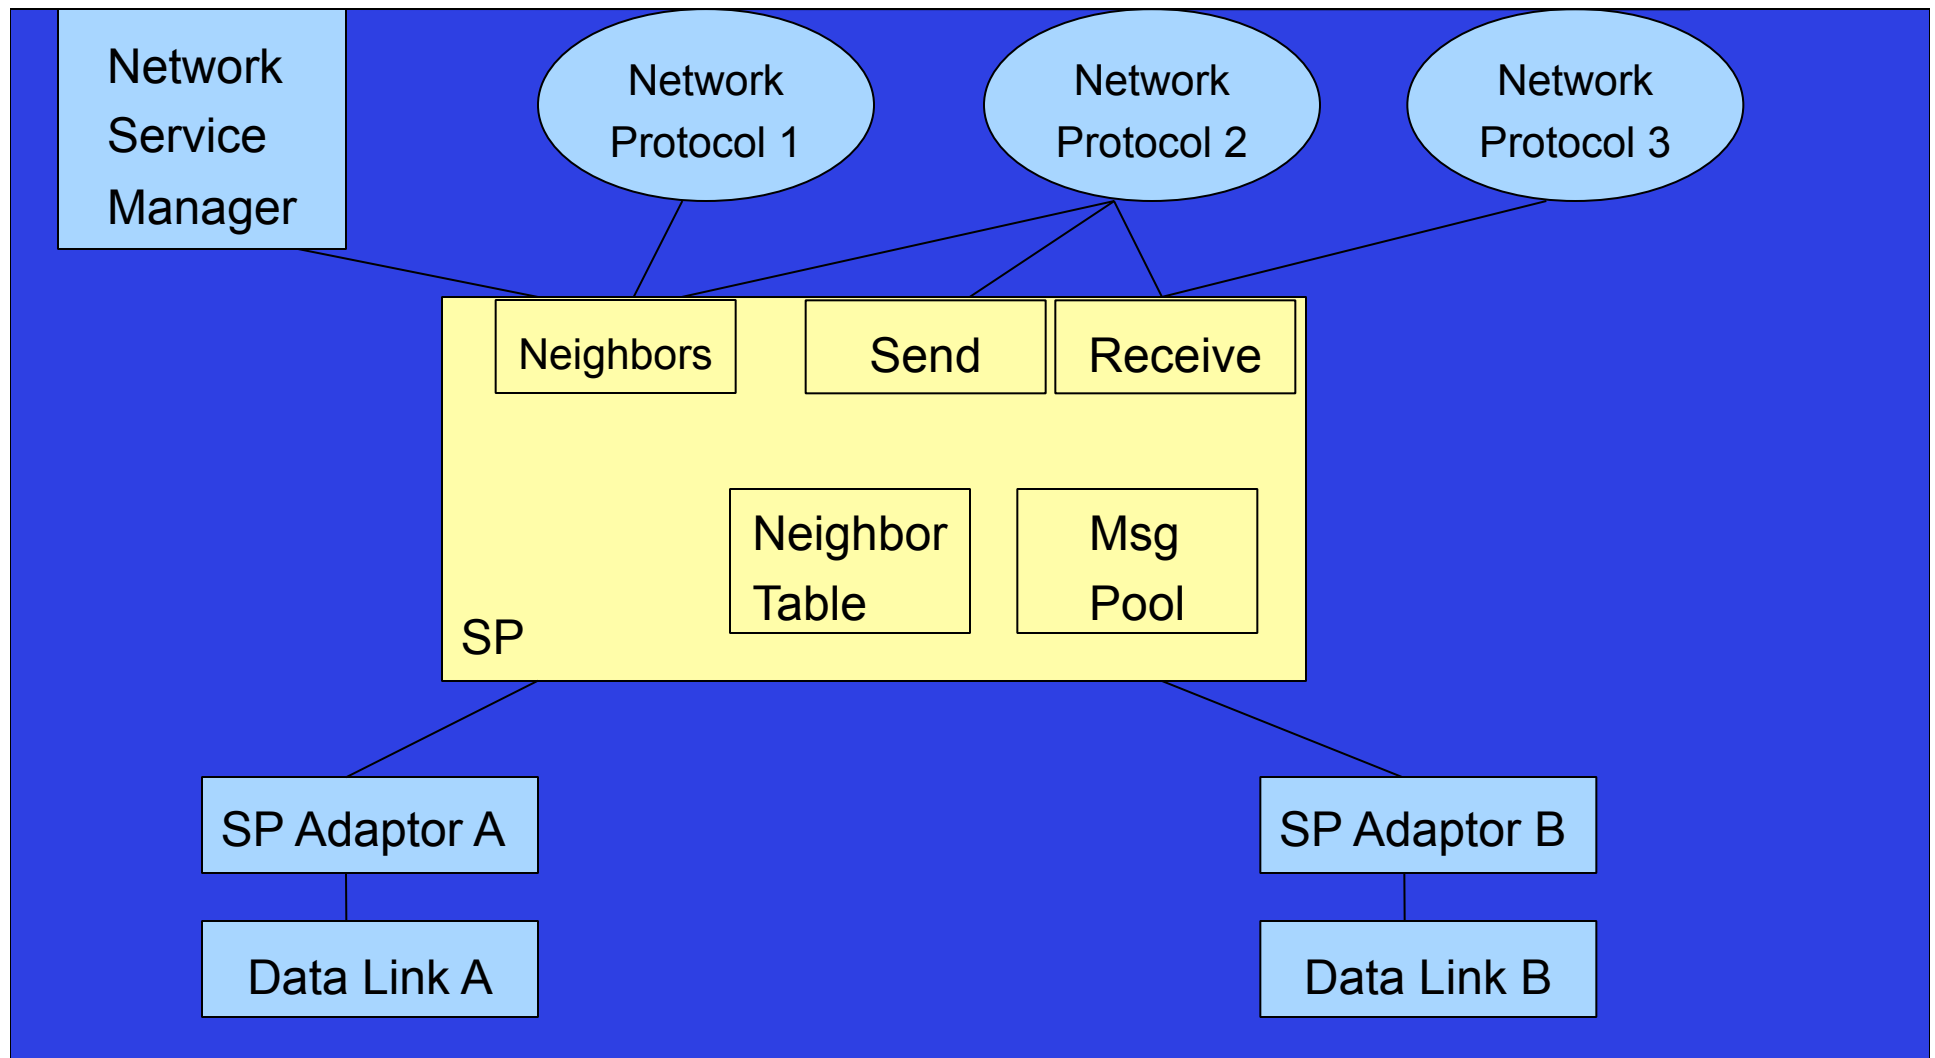 Network
Service
Manager
Network
Protocol 1
Network
Protocol 2
Network
Protocol 3
Neighbors
Send
Receive
Neighbor
Table
Msg
Pool
SP
SP Adaptor A
SP Adaptor B
Data Link A
Data Link B